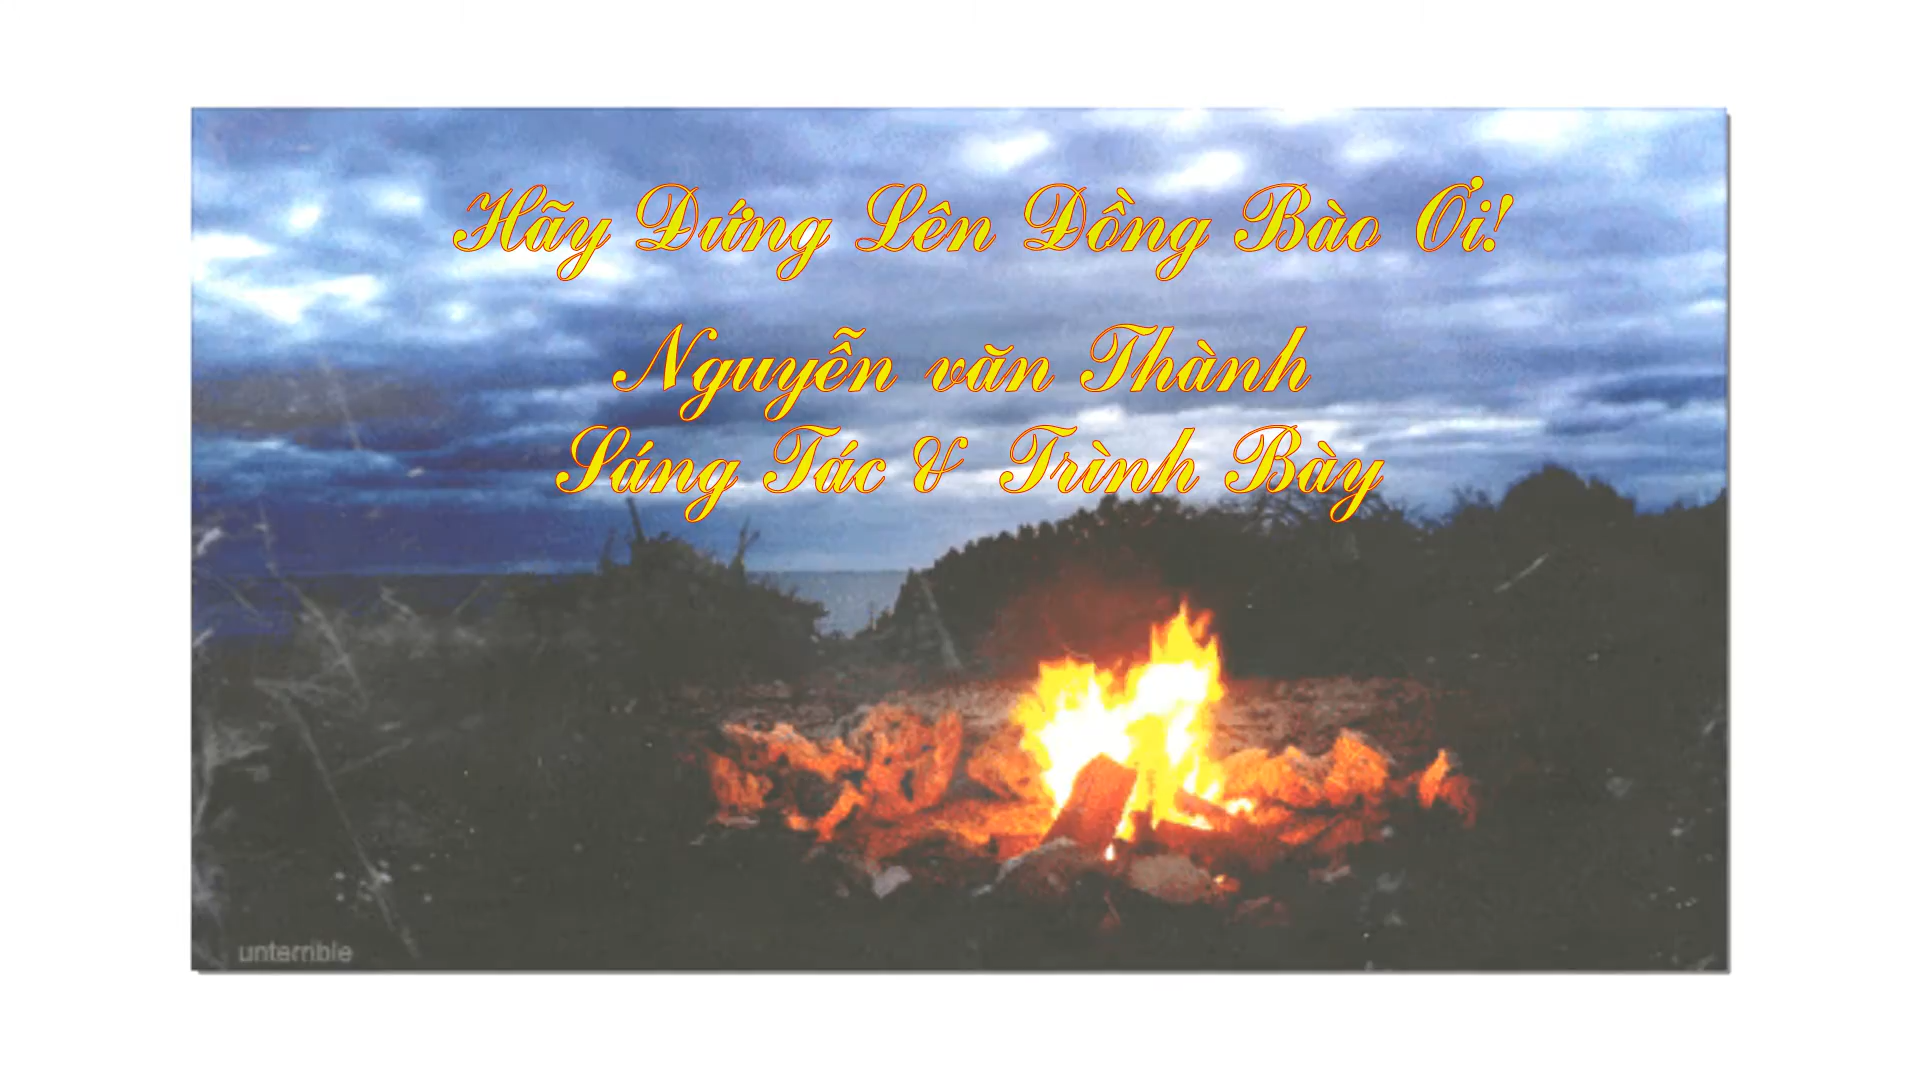 Hãy Đứng Lên Đồng Bào Ơi!
Nguyễn văn Thành
Sáng Tác & Trình Bày
unterrible